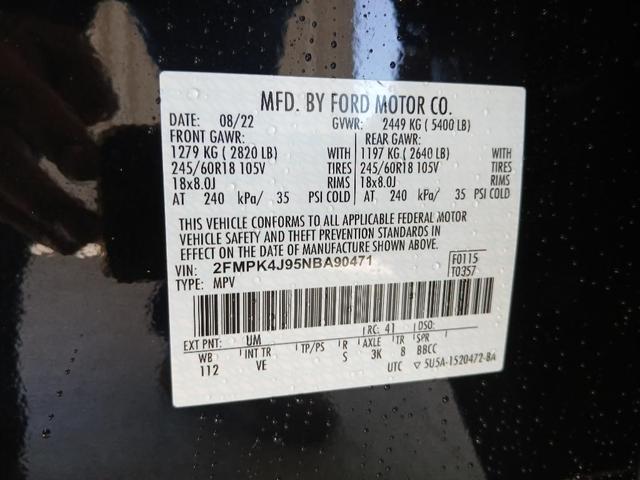 MFD. BY FORD MOTOR CO.
DATE: 08/22 GVWR: 2449 KG ( 5400 LB)
FRONT GAWR: REAR GAWR:
1279 KG ( 2820 LB) WITH 1197 KG ( 2640 LB) WITH
245/60R18 105V TIRES 245/60R18 105V TIRES
18x8.0J RIMS 18x8.0J RIMS
AT 240 kPa/ 35 PSI COLD AT 240 kPa/ 35 PSI COLD
THIS VEHICLE CONFORMS TO ALL APPLICABLE FEDERAL MOTOR
VEHICLE SAFETY AND THEFT PREVENTION STANDARDS IN
EFFECT ON THE DATE OF MANUFACTURE SHOWN ABOVE.
VIN: 2FMPK4J95NBA90471 F0115
TYPE: MPV T0357
EXT PNT: UM RC: 41 DSO:
WB INT TR TP/PS R AXLE TR SPR
112 VE S 3K 8 BBCC
UTC ▽ 5U5A-1520472-BA